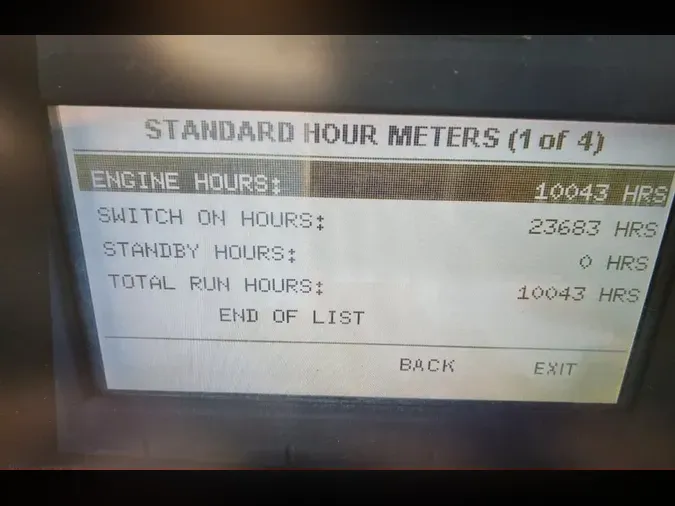 STANDARD HOUR METERS (1 of 4)
ENGINE HOURS: 10043 HRS
SWITCH ON HOURS: 23683 HRS
STANDBY HOURS: 0 HRS
TOTAL RUN HOURS: 10043 HRS
END OF LIST
BACK EXIT